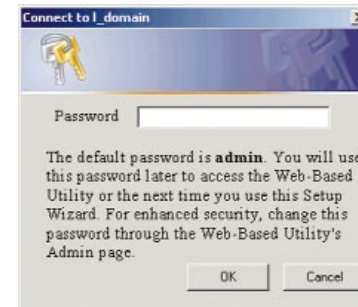 Connect to l_domain
Password
The default password is admin. You will use
this password later to access the Web-Based
Utility or the next time you use this Setup
Wizard. For enhanced security, change this
password through the Web-Based Utility's
Admin page.
OK
Cancel